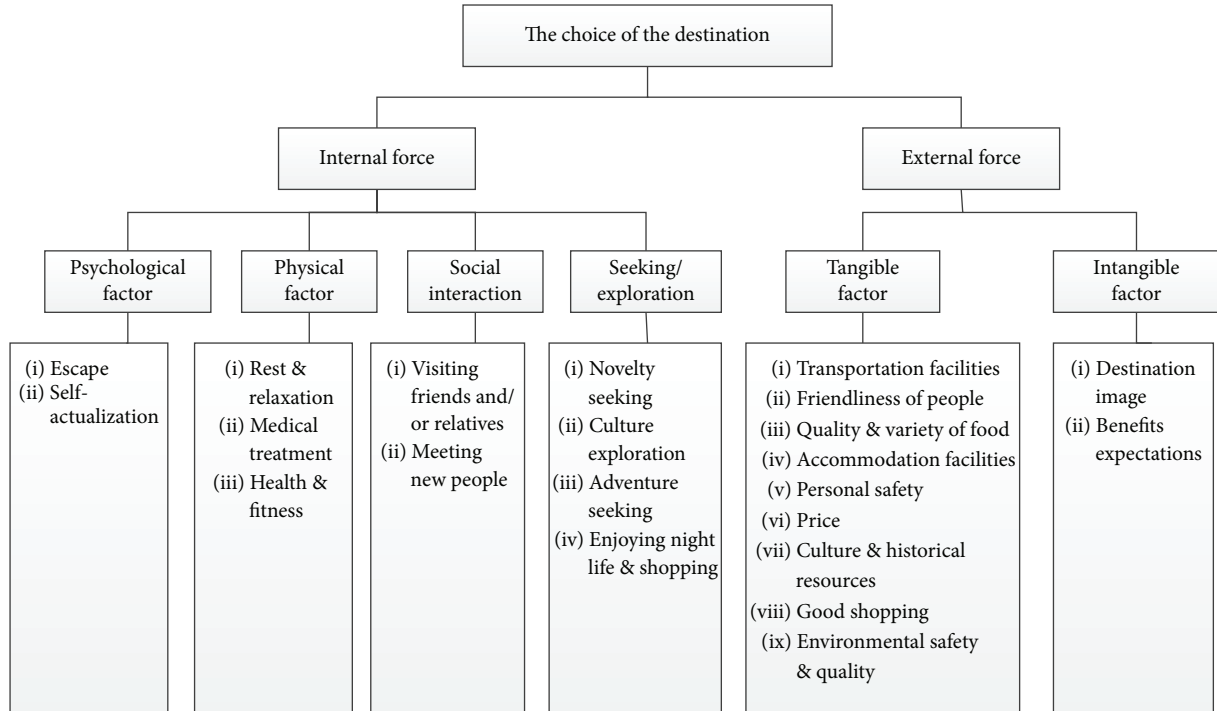 The choice of the destination
Internal force
External force
Psychological
factor
Physical
factor
Social
interaction
Seeking/
exploration
Tangible
factor
Intangible
factor
(i) Escape
(ii) Self-
actualization
(i) Rest &
relaxation
(ii) Medical
treatment
(iii) Health &
fitness
(i) Visiting
friends and/
or relatives
(ii) Meeting
new people
(i) Novelty
seeking
(ii) Culture
exploration
(iii) Adventure
seeking
(iv) Enjoying night
life & shopping
(i) Transportation facilities
(ii) Friendliness of people
(iii) Quality & variety of food
(iv) Accommodation facilities
(v) Personal safety
(vi) Price
(vii) Culture & historical
resources
(viii) Good shopping
(ix) Environmental safety
& quality
(i) Destination
image
(ii) Benefits
expectations